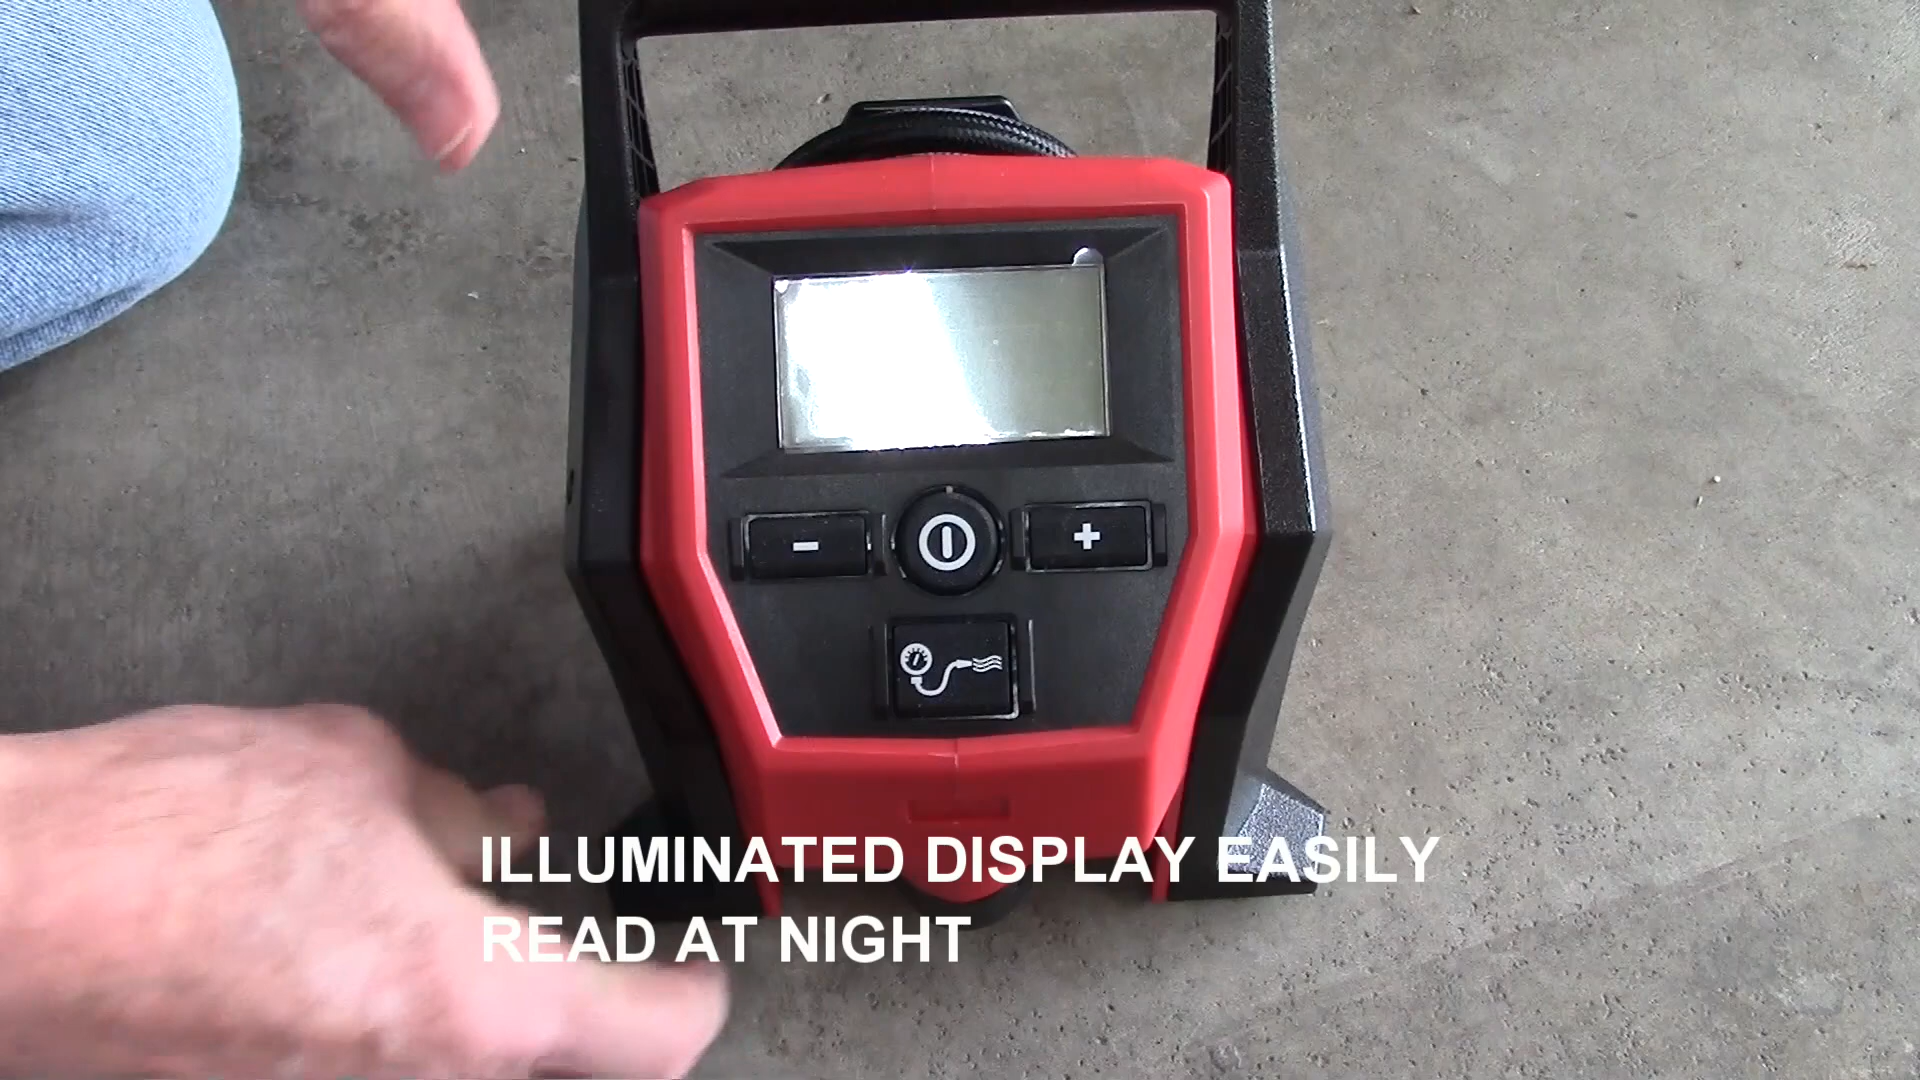 -
+
ILLUMINATED DISPLAY EASILY
READ AT NIGHT